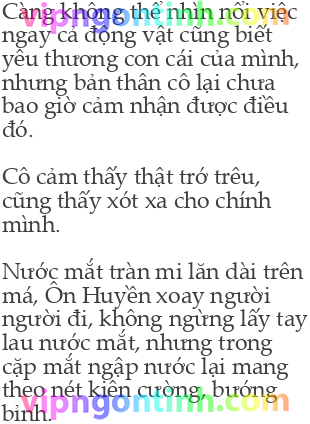 Càng không thể nhìn nổi việc
vipngontinh.com
ngay cả động vật cũng biết
yêu thương con cái của mình,
nhưng bản thân cô lại chưa
bao giờ cảm nhận được điều
đó.
Cô cảm thấy thật trớ trêu,
cũng thấy xót xa cho chính
mình.
Nước mắt tràn mi lăn dài trên
má, Ôn Huyền xoay người
người đi, không ngừng lấy tay
lau nước mắt, nhưng trong
cặp mắt ngập nước lại mang
theo nét kiên cường, bướng
vipngontinh.com
bỉnh.